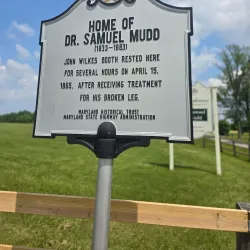 HOME OF
DR. SAMUEL MUDD
(1833–1883)
JOHN WILKES BOOTH RESTED HERE
FOR SEVERAL HOURS ON APRIL 15,
1865, AFTER RECEIVING TREATMENT
FOR HIS BROKEN LEG.
MARYLAND HISTORICAL TRUST
MARYLAND STATE HIGHWAY ADMINISTRATION